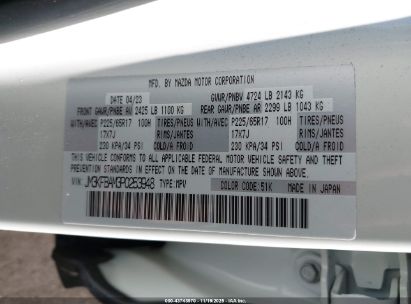 MFD. BY MAZDA MOTOR CORPORATION
DATE 04/23 GVWR/PNBV 4724 LB 2143 KG
FRONT GAWR/PNBE AV 2425 LB 1100 KG REAR GAWR/PNBE AR 2299 LB 1043 KG
WITH/AVEC P225/65R17 100H TIRES/PNEUS WITH/AVEC P225/65R17 100H TIRES/PNEUS
17X7J RIMS/JANTES 17X7J RIMS/JANTES
230 KPA/34 PSI COLD/A FROID 230 KPA/34 PSI COLD/A FROID
THIS VEHICLE CONFORMS TO ALL APPLICABLE FEDERAL MOTOR VEHICLE
SAFETY, BUMPER, AND THEFT PREVENTION STANDARDS IN EFFECT ON THE
DATE OF MANUFACTURE SHOWN ABOVE.
VIN: JM3KFBAM3P0253948 TYPE:MPV COLOR CODE:51K MADE IN JAPAN